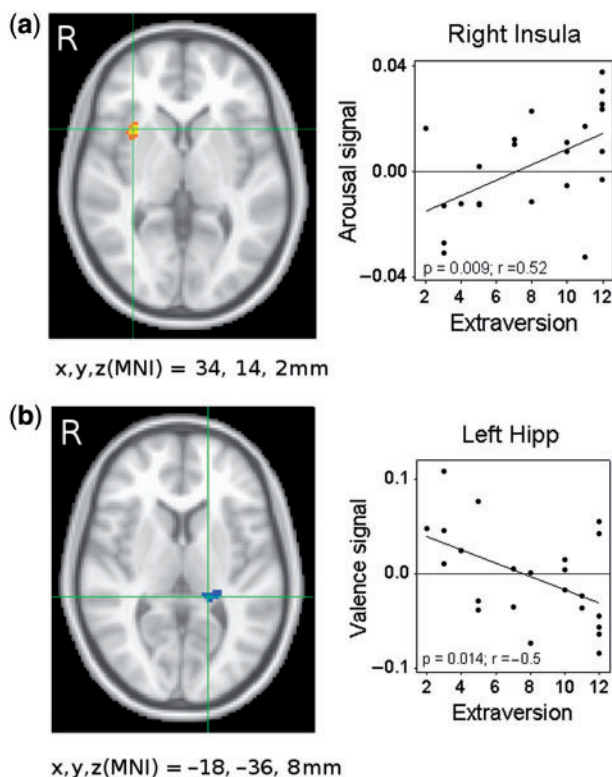 (a)
R
x,y,z(MNI) = 34, 14, 2mm
Right Insula
Arousal signal
0.04
0.00
−0.04
p = 0.009; r =0.52
2 4 6 8 10 12
Extraversion
(b)
R
x,y,z(MNI) = −18, −36, 8mm
Left Hipp
Valence signal
0.1
0.0
−0.1
p = 0.014; r =−0.5
2 4 6 8 10 12
Extraversion